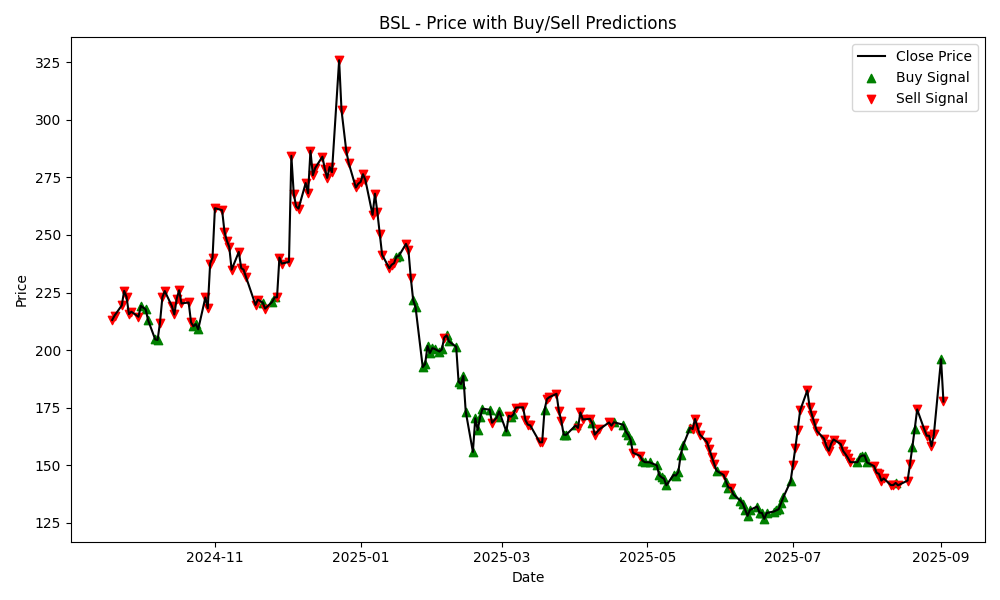 BSL - Price with Buy/Sell Predictions
Close Price
Buy Signal
Sell Signal
Price
325
300
275
250
225
200
175
150
125
2024-11
2025-01
2025-03
2025-05
2025-07
2025-09
Date